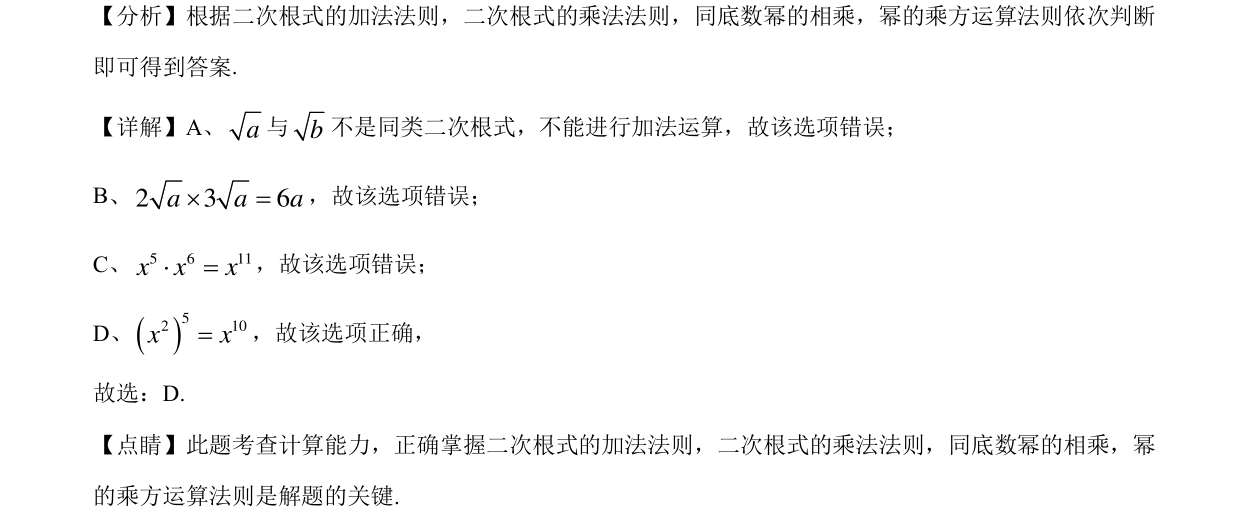 【分析】根据二次根式的加法法则，二次根式的乘法法则，同底数幂的相乘，幂的乘方运算法则依次判断
即可得到答案.
【详解】A、√a 与 √b 不是同类二次根式，不能进行加法运算，故该选项错误；
B、2√a × 3√a = 6a，故该选项错误；
C、x⁵ · x⁶ = x¹¹，故该选项错误；
D、(x²)⁵ = x¹⁰，故该选项正确，
故选：D.
【点睛】此题考查计算能力，正确掌握二次根式的加法法则，二次根式的乘法法则，同底数幂的相乘，幂
的乘方运算法则是解题的关键.